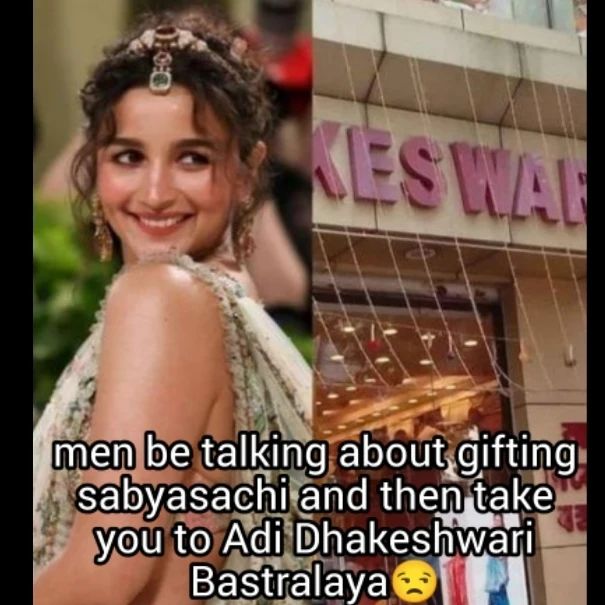 KESWAR
men be talking about gifting
sabyasachi and then take
you to Adi Dhakeshwari
Bastralaya😒